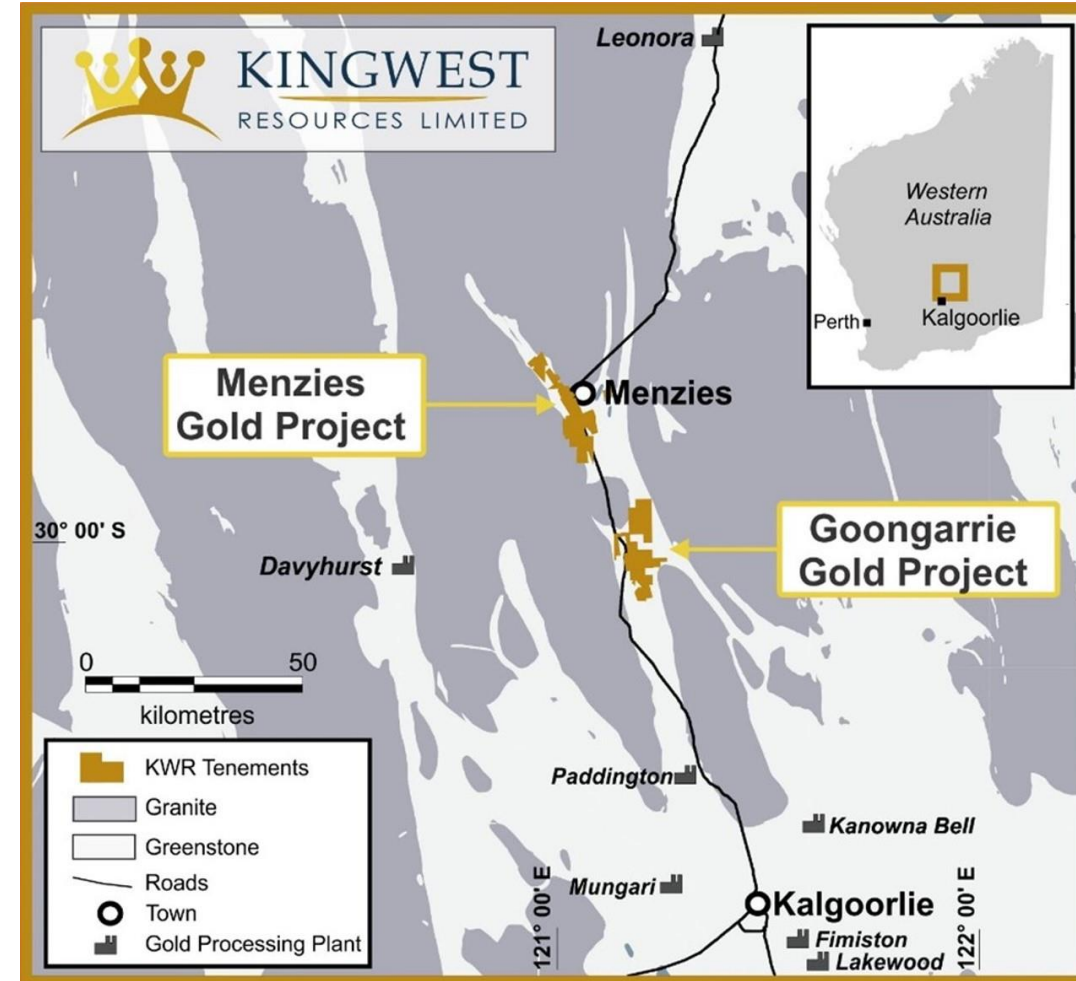 KINGWEST
RESOURCES LIMITED
Leonora
Western
Australia
Perth
Kalgoorlie
Menzies
Gold Project
Menzies
30° 00' S
Davyhurst
Goongarrie
Gold Project
0 50
kilometres
KWR Tenements
Granite
Greenstone
Roads
Town
Gold Processing Plant
Paddington
Kanowna Bell
Mungari
Kalgoorlie
Fimiston
Lakewood
121° 00' E
122° 00' E